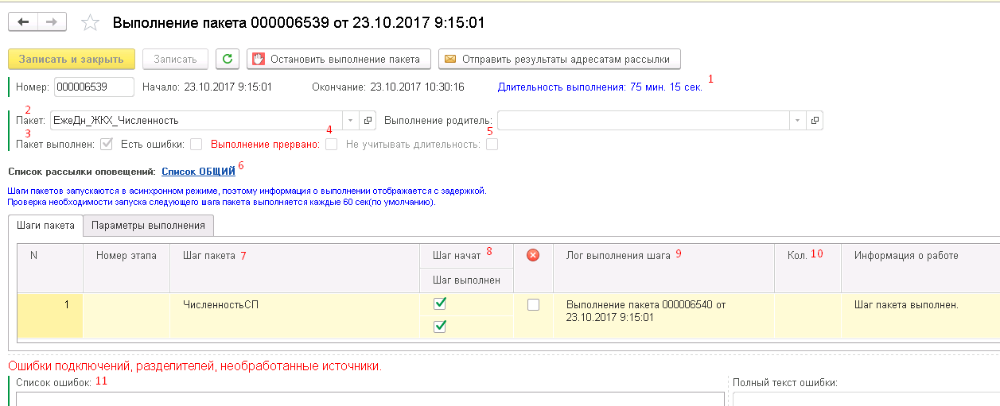 Выполнение пакета 000006539 от 23.10.2017 9:15:01
Записать и закрыть Записать Остановить выполнение пакета Отправить результаты адресатам рассылки
Номер: 000006539 Начало: 23.10.2017 9:15:01 Окончание: 23.10.2017 10:30:16 Длительность выполнения: 75 мин. 15 сек. 1
2
Пакет: ЕжеДн_ЖКХ_Численность Выполнение родитель:
3 4 5
Пакет выполнен: Есть ошибки: Выполнение прервано: Не учитывать длительность:
Список рассылки оповещений: Список ОБЩИЙ 6
Шаги пакетов запускаются в асинхронном режиме, поэтому информация о выполнении отображается с задержкой.
Проверка необходимости запуска следующего шага пакета выполняется каждые 60 сек(по умолчанию).
Шаги пакета Параметры выполнения
N Номер этапа Шаг пакета 7 Шаг начат 8 Лог выполнения шага 9 Кол. 10 Информация о работе
Шаг выполнен
1 ЧисленностьСП Выполнение пакета 000006540 от Шаг пакета выполнен.
23.10.2017 9:15:01
Ошибки подключений, разделителей, необработанные источники.
Список ошибок: 11 Полный текст ошибки: